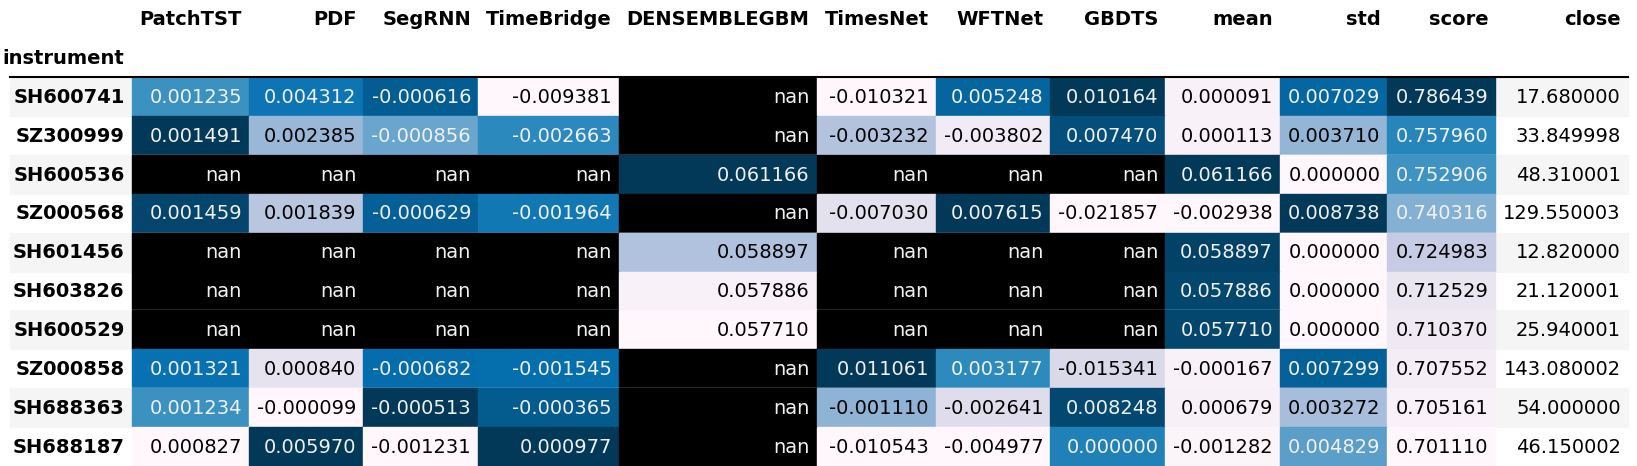 PatchTST PDF SegRNN TimeBridge DENSEMBLEGBM TimesNet WFTNet GBDTS mean std score close
instrument
SH600741 0.001235 0.004312 -0.000616 -0.009381 nan -0.010321 0.005248 0.010164 0.000091 0.007029 0.786439 17.680000
SZ300999 0.001491 0.002385 -0.000856 -0.002663 nan -0.003232 -0.003802 0.007470 0.000113 0.003710 0.757960 33.849998
SH600536 nan nan nan nan 0.061166 nan nan nan 0.061166 0.000000 0.752906 48.310001
SZ000568 0.001459 0.001839 -0.000629 -0.001964 nan -0.007030 0.007615 -0.021857 -0.002938 0.008738 0.740316 129.550003
SH601456 nan nan nan nan 0.058897 nan nan nan 0.058897 0.000000 0.724983 12.820000
SH603826 nan nan nan nan 0.057886 nan nan nan 0.057886 0.000000 0.712529 21.120001
SH600529 nan nan nan nan 0.057710 nan nan nan 0.057710 0.000000 0.710370 25.940001
SZ000858 0.001321 0.000840 -0.000682 -0.001545 nan 0.011061 0.003177 -0.015341 -0.000167 0.007299 0.707552 143.080002
SH688363 0.001234 -0.000099 -0.000513 -0.000365 nan -0.001110 -0.002641 0.008248 0.000679 0.003272 0.705161 54.000000
SH688187 0.000827 0.005970 -0.001231 0.000977 nan -0.010543 -0.004977 0.000000 -0.001282 0.004829 0.701110 46.150002